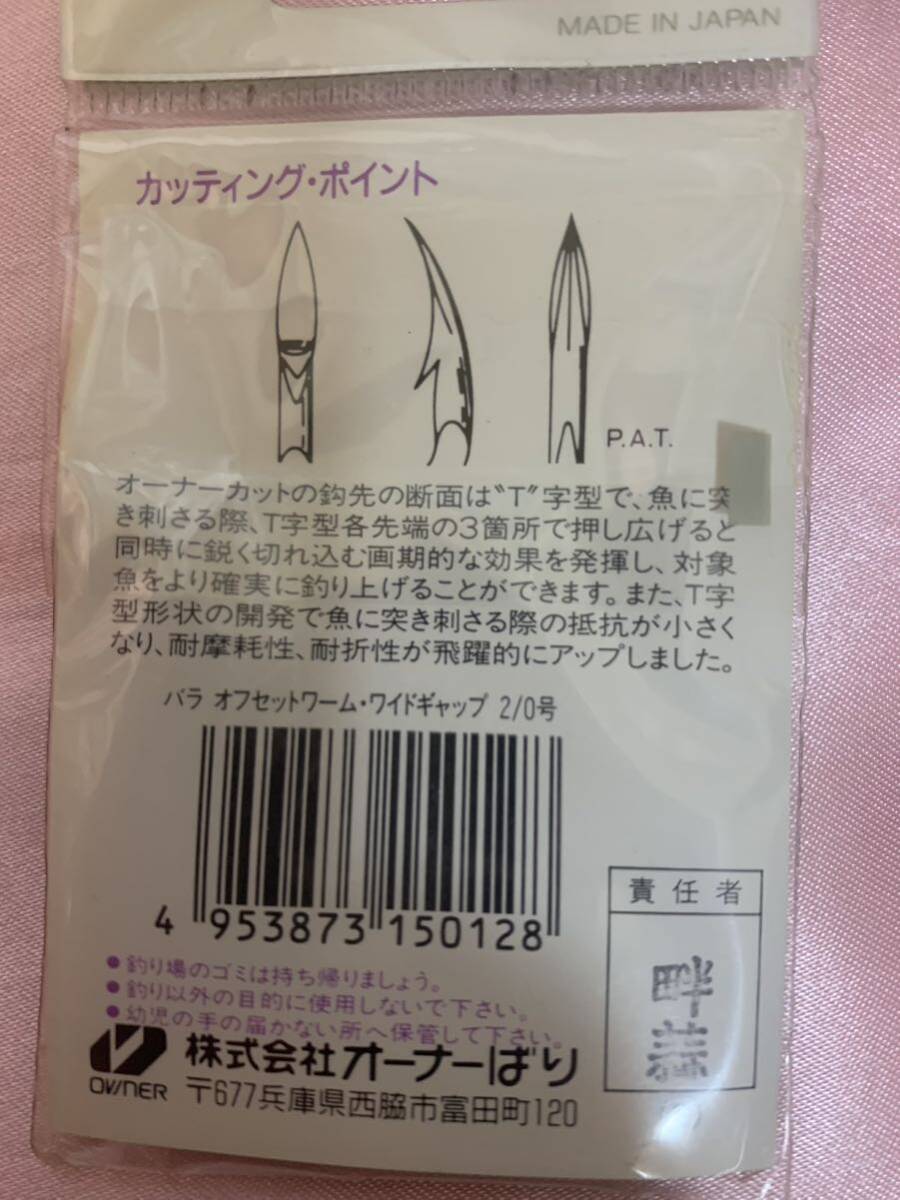 MADE IN JAPAN
カッティング・ポイント
P.A.T.
オーナーカットの鈎先の断面は"T"字型で、魚に突
き刺さる際、T字型各先端の3箇所で押し広げると
同時に鋭く切れ込む画期的な効果を発揮し、対象
魚をより確実に釣り上げることができます。また、T字
型形状の開発で魚に突き刺さる際の抵抗が小さく
なり、耐摩耗性、耐折性が飛躍的にアップしました。
バラ オフセットワーム・ワイドギャップ 2/0号
4 953873 150128
責任者
●釣り場のゴミは持ち帰りましょう。
●釣り以外の目的に使用しないで下さい。
●幼児の手の届かない所へ保管して下さい。
OWNER
株式会社オーナーばり
〒677兵庫県西脇市富田町120